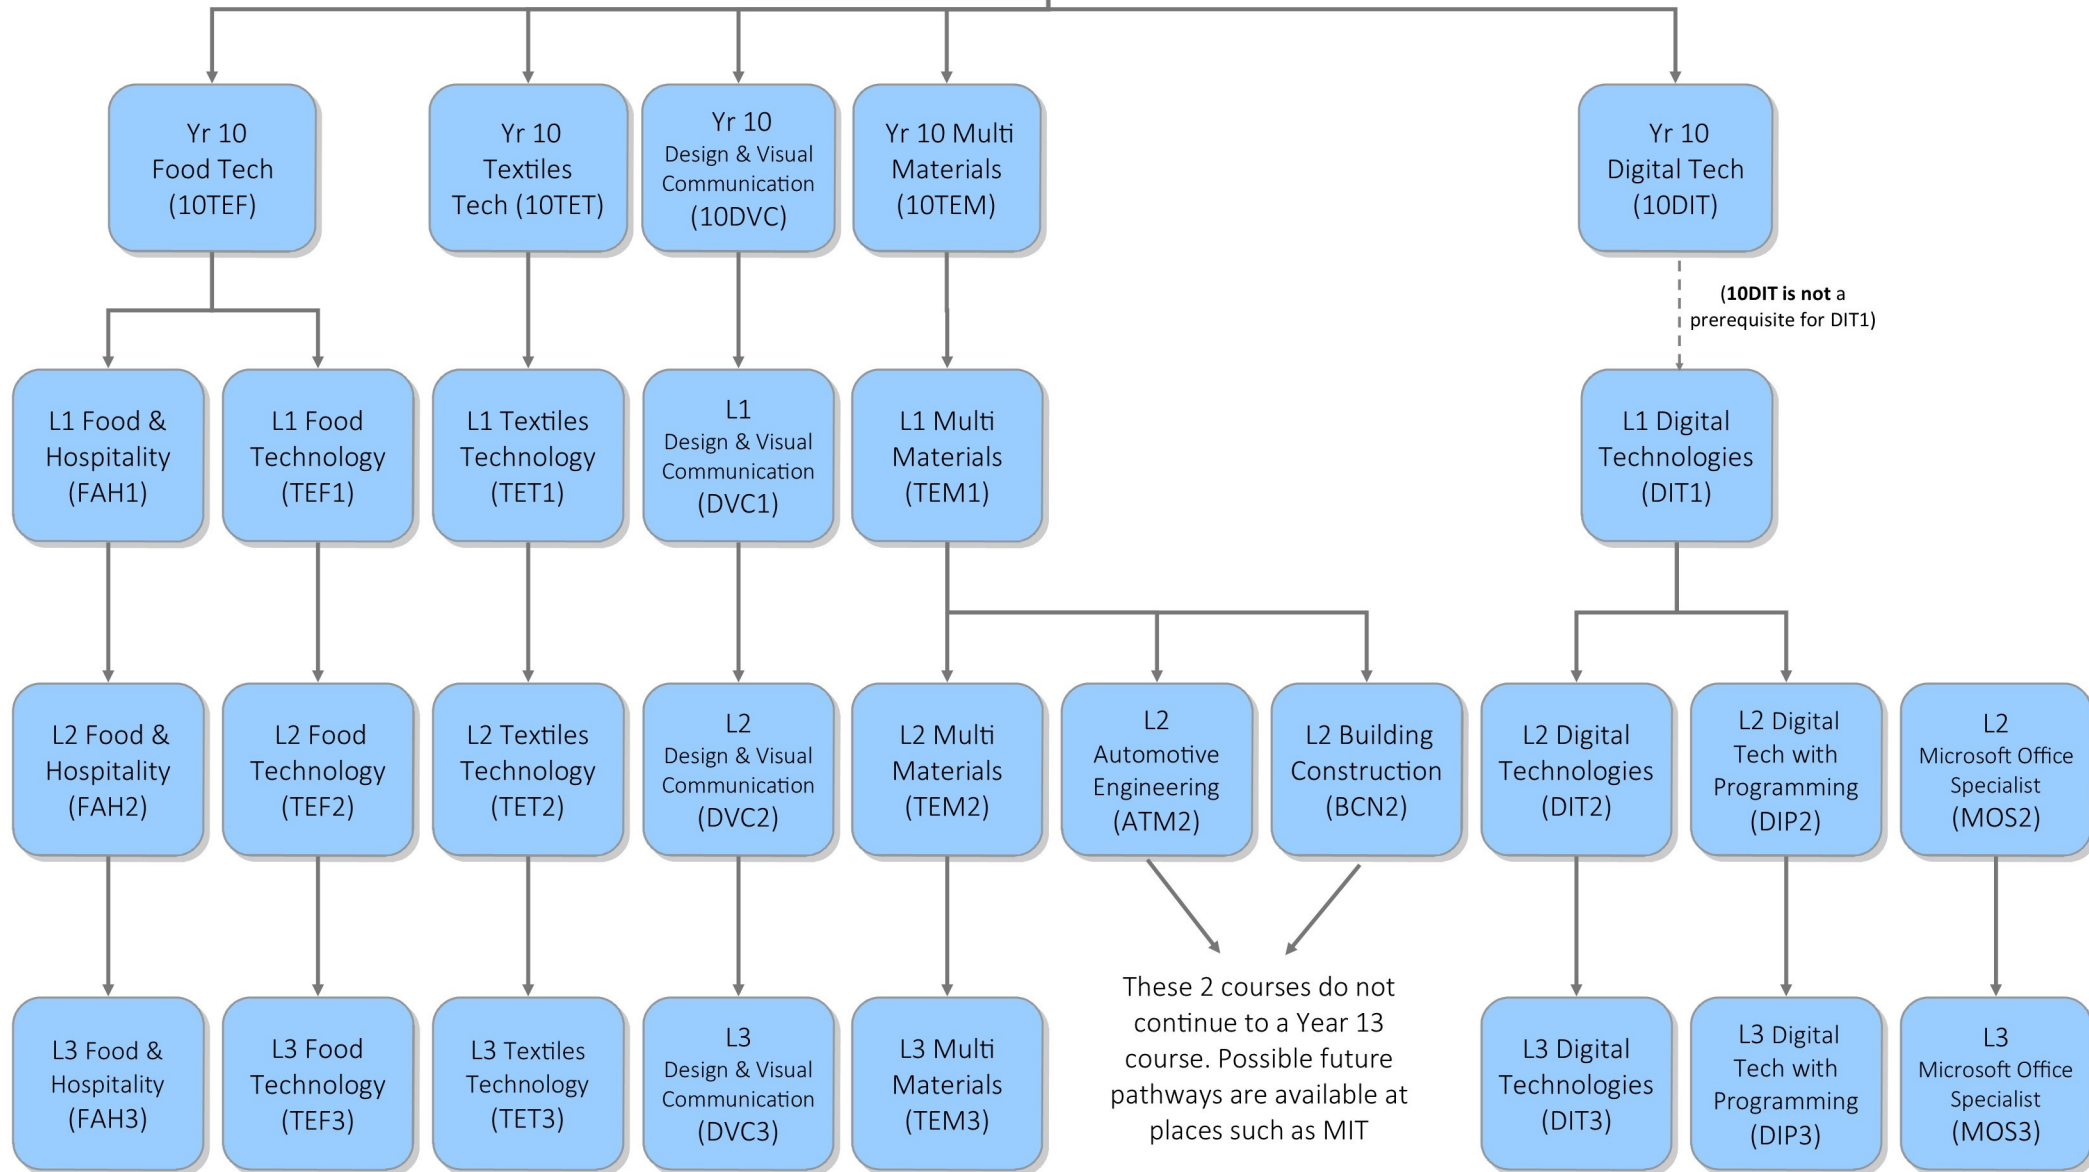 Yr 10
Food Tech
(10TEF)
Yr 10
Textiles
Tech (10TET)
Yr 10
Design & Visual
Communication
(10DVC)
Yr 10 Multi
Materials
(10TEM)
Yr 10
Digital Tech
(10DIT)
(10DIT is not a
prerequisite for DIT1)
L1 Food &
Hospitality
(FAH1)
L1 Food
Technology
(TEF1)
L1 Textiles
Technology
(TET1)
L1
Design & Visual
Communication
(DVC1)
L1 Multi
Materials
(TEM1)
L1 Digital
Technologies
(DIT1)
L2 Food &
Hospitality
(FAH2)
L2 Food
Technology
(TEF2)
L2 Textiles
Technology
(TET2)
L2
Design & Visual
Communication
(DVC2)
L2 Multi
Materials
(TEM2)
L2
Automotive
Engineering
(ATM2)
L2 Building
Construction
(BCN2)
L2 Digital
Technologies
(DIT2)
L2 Digital
Tech with
Programming
(DIP2)
L2
Microsoft Office
Specialist
(MOS2)
L3 Food &
Hospitality
(FAH3)
L3 Food
Technology
(TEF3)
L3 Textiles
Technology
(TET3)
L3
Design & Visual
Communication
(DVC3)
L3 Multi
Materials
(TEM3)
These 2 courses do not
continue to a Year 13
course. Possible future
pathways are available at
places such as MIT
L3 Digital
Technologies
(DIT3)
L3 Digital
Tech with
Programming
(DIP3)
L3
Microsoft Office
Specialist
(MOS3)